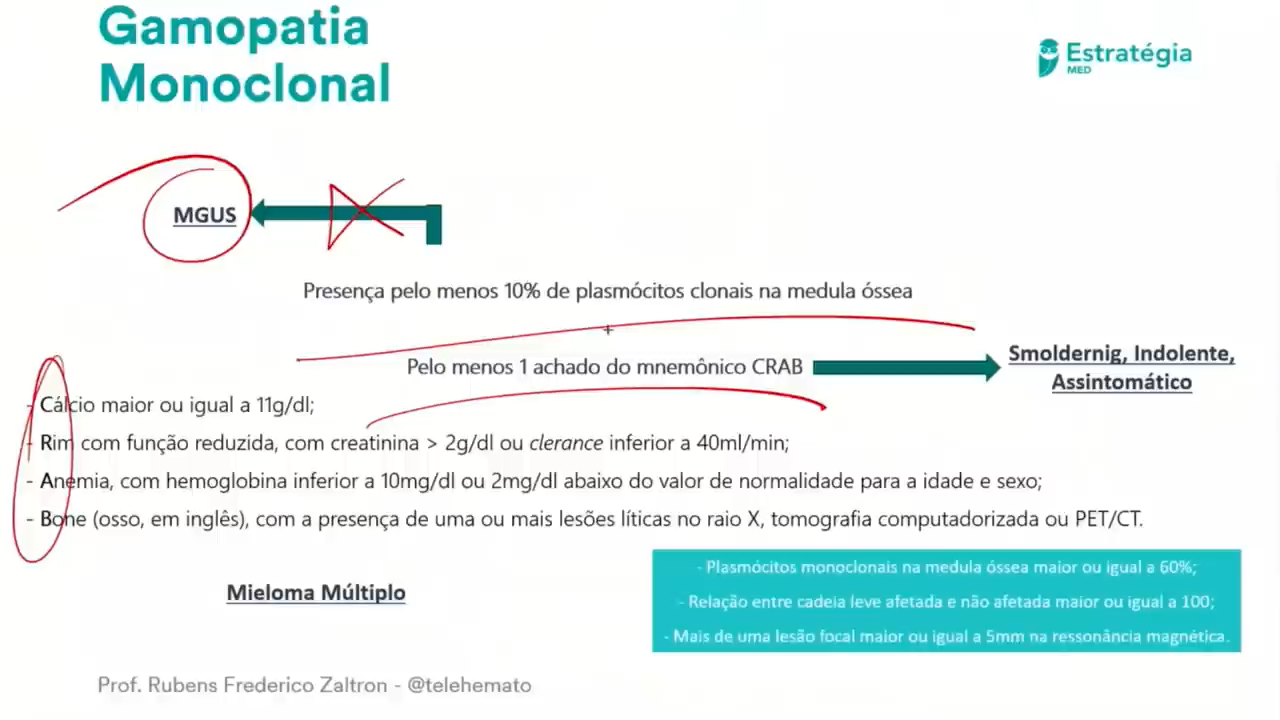 Gamopatia
Monoclonal
Estratégia
MED
MGUS
Presença pelo menos 10% de plasmócitos clonais na medula óssea
+
Pelo menos 1 achado do mnemônico CRAB
Smoldernig, Indolente,
Assintomático
- Cálcio maior ou igual a 11g/dl;
- Rim com função reduzida, com creatinina > 2g/dl ou clerance inferior a 40ml/min;
- Anemia, com hemoglobina inferior a 10mg/dl ou 2mg/dl abaixo do valor de normalidade para a idade e sexo;
- Bone (osso, em inglês), com a presença de uma ou mais lesões líticas no raio X, tomografia computadorizada ou PET/CT.
Mieloma Múltiplo
- Plasmócitos monoclonais na medula óssea maior ou igual a 60%;
- Relação entre cadeia leve afetada e não afetada maior ou igual a 100;
- Mais de uma lesão focal maior ou igual a 5mm na ressonância magnética.
Prof. Rubens Frederico Zaltron - @telehemato